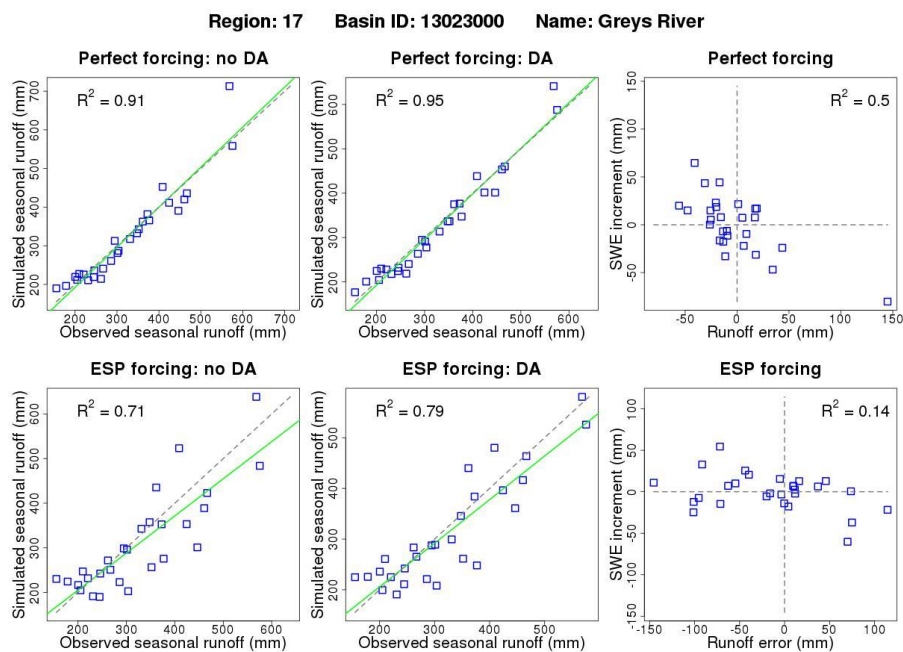 Region: 17 Basin ID: 13023000 Name: Greys River
Perfect forcing: no DA
R² = 0.91
Simulated seasonal runoff (mm)
200 300 400 500 600 700
200 300 400 500 600 700
Observed seasonal runoff (mm)
Perfect forcing: DA
R² = 0.95
Simulated seasonal runoff (mm)
200 300 400 500 600
200 300 400 500 600
Observed seasonal runoff (mm)
Perfect forcing
R² = 0.5
SWE increment (mm)
-50 0 50 100 150
-50 0 50 100 150
Runoff error (mm)
ESP forcing: no DA
R² = 0.71
Simulated seasonal runoff (mm)
200 300 400 500 600
200 300 400 500 600
Observed seasonal runoff (mm)
ESP forcing: DA
R² = 0.79
Simulated seasonal runoff (mm)
200 300 400 500
200 300 400 500
Observed seasonal runoff (mm)
ESP forcing
R² = 0.14
SWE increment (mm)
-150 -100 -50 0 50 100
-150 -100 -50 0 50 100
Runoff error (mm)